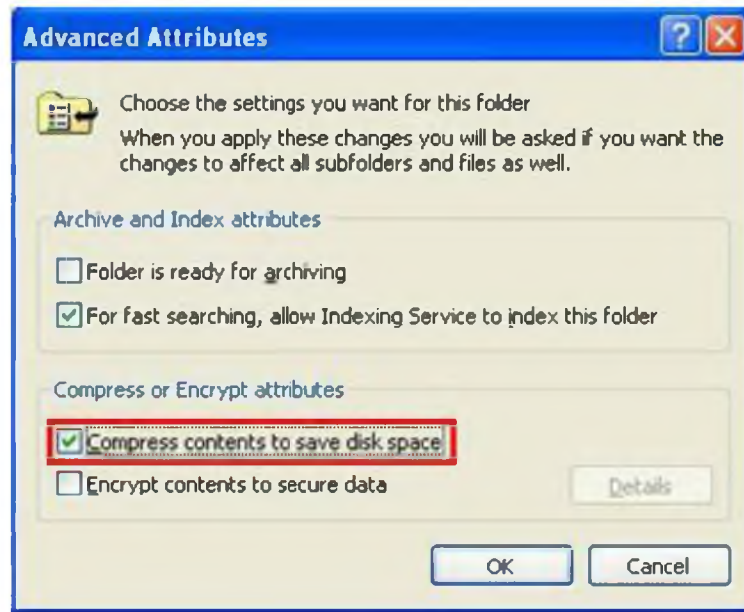 Advanced Attributes
Choose the settings you want for this folder
When you apply these changes you will be asked if you want the
changes to affect all subfolders and files as well.
Archive and Index attributes
Folder is ready for archiving
For fast searching, allow Indexing Service to index this folder
Compress or Encrypt attributes
Compress contents to save disk space
Encrypt contents to secure data
Details
OK
Cancel